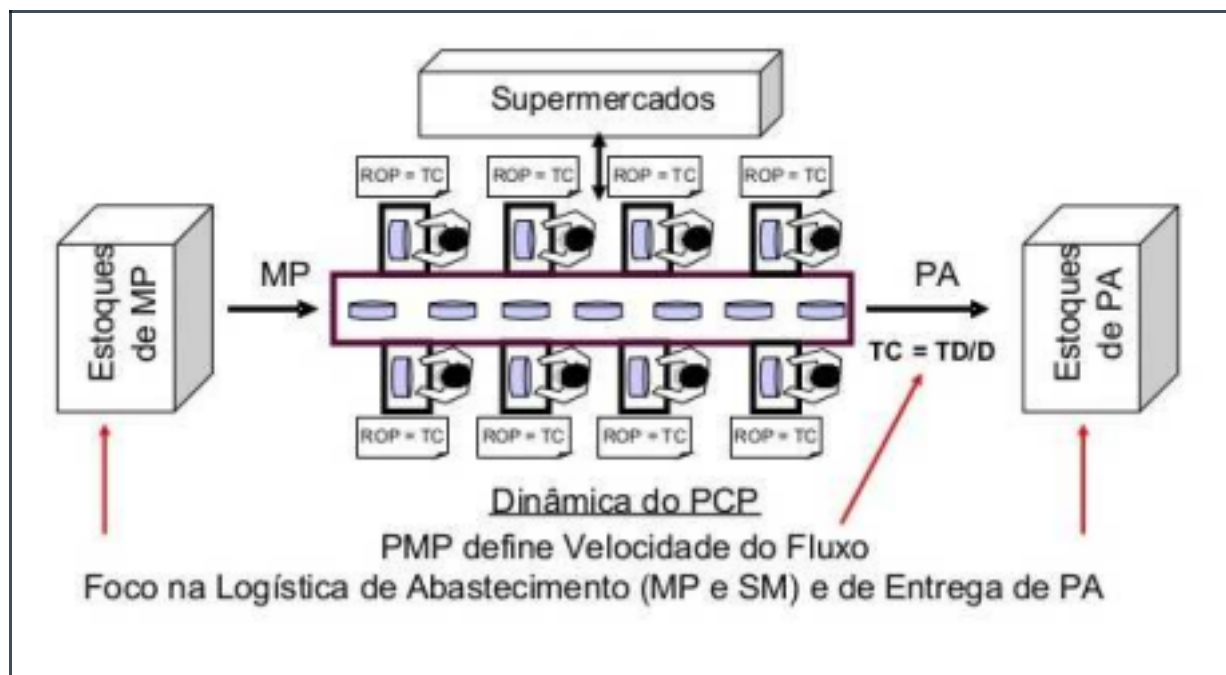 Supermercados
ROP = TC
ROP = TC
ROP = TC
ROP = TC
Estoques
de MP
MP
PA
TC = TD/D
Estoques
de PA
ROP = TC
ROP = TC
ROP = TC
ROP = TC
Dinâmica do PCP
PMP define Velocidade do Fluxo
Foco na Logística de Abastecimento (MP e SM) e de Entrega de PA